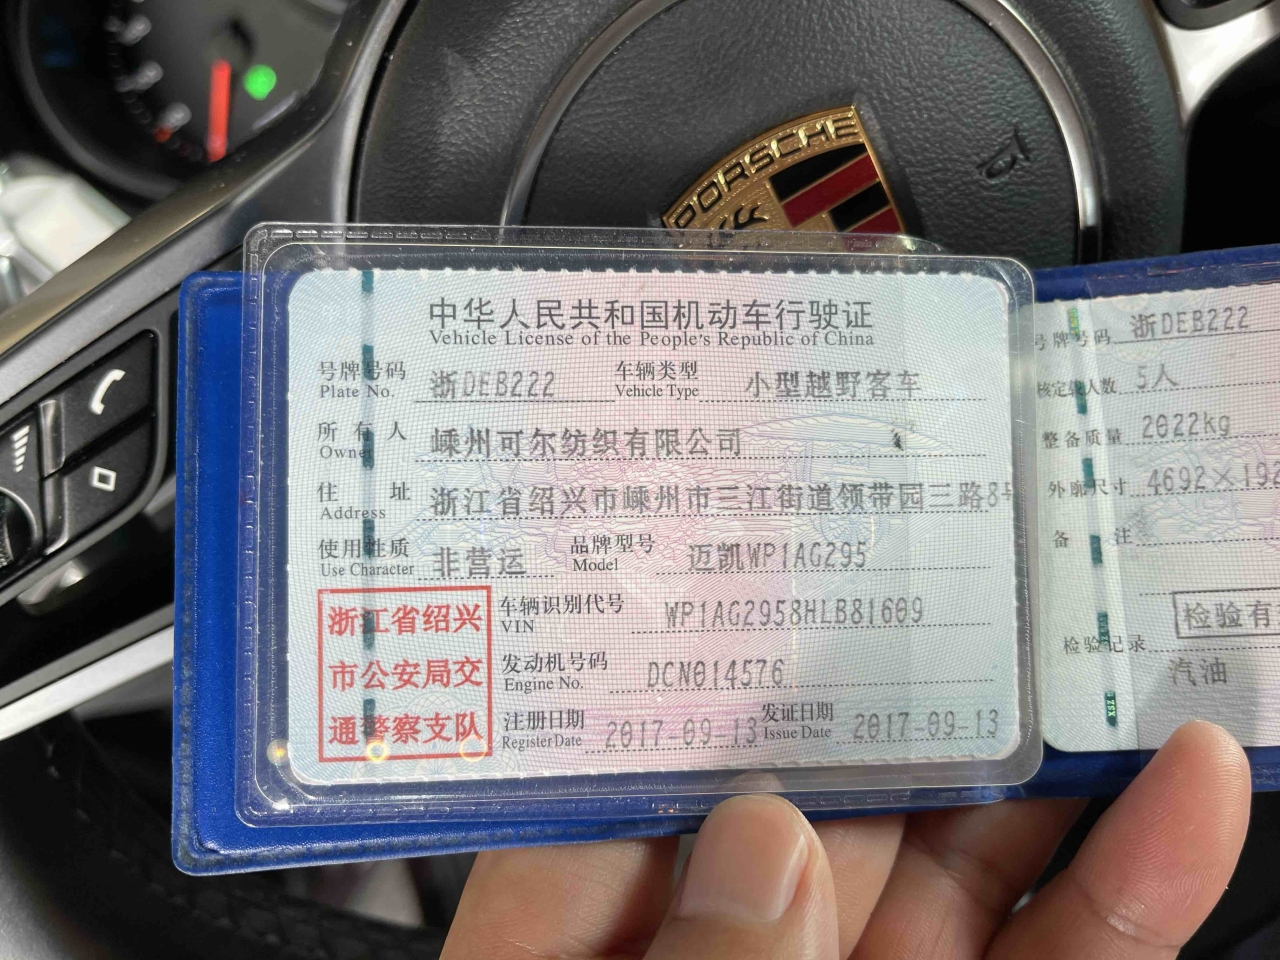 PORSCHE
中华人民共和国机动车行驶证
Vehicle License of the People's Republic of China
号牌号码 浙DEB222 车辆类型 小型越野客车
Plate No. Vehicle Type
所有人 嵊州可尔纺织有限公司
Owner
住址 浙江省绍兴市嵊州市三江街道领带园三路8号
Address
使用性质 非营运 品牌型号 迈凯WP1AG295
Use Character Model
浙江省绍兴
市公安局交
通警察支队
车辆识别代号 WP1AG2958HLB81609
VIN
发动机号码 DCN014576
Engine No.
注册日期 2017-09-13 发证日期 2017-09-13
Register Date Issue Date
号牌号码 浙DEB222
核定载人数 5人
整备质量 2022kg
外廓尺寸 4692×192
备注
检验有
检验记录
汽油